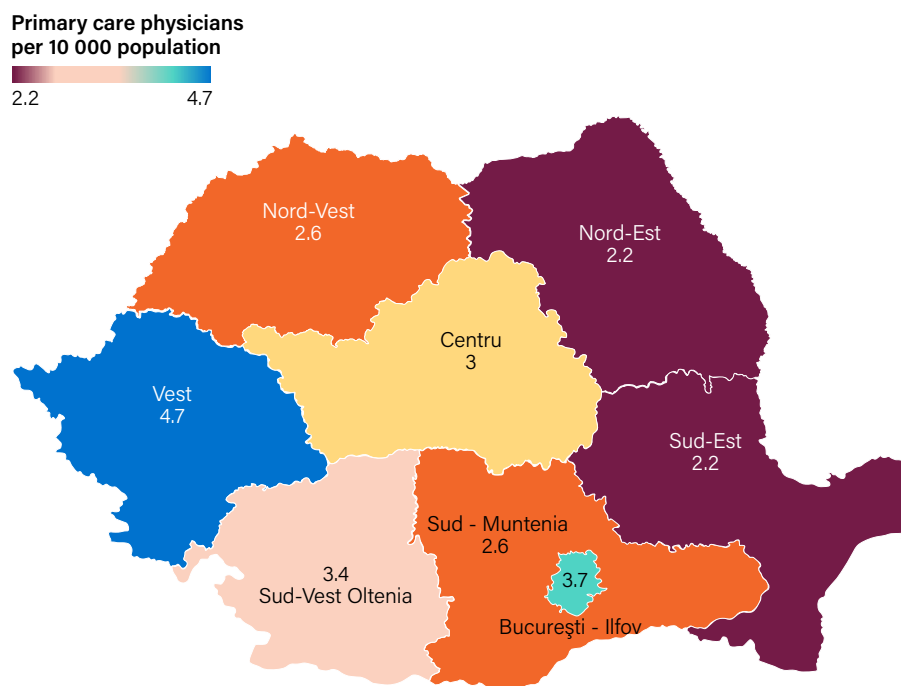 Primary care physicians
per 10 000 population
2.2 4.7
Nord-Vest
2.6
Nord-Est
2.2
Centru
3
Vest
4.7
Sud-Est
2.2
Sud - Muntenia
2.6
3.4
Sud-Vest Oltenia
3.7
Bucureşti - Ilfov